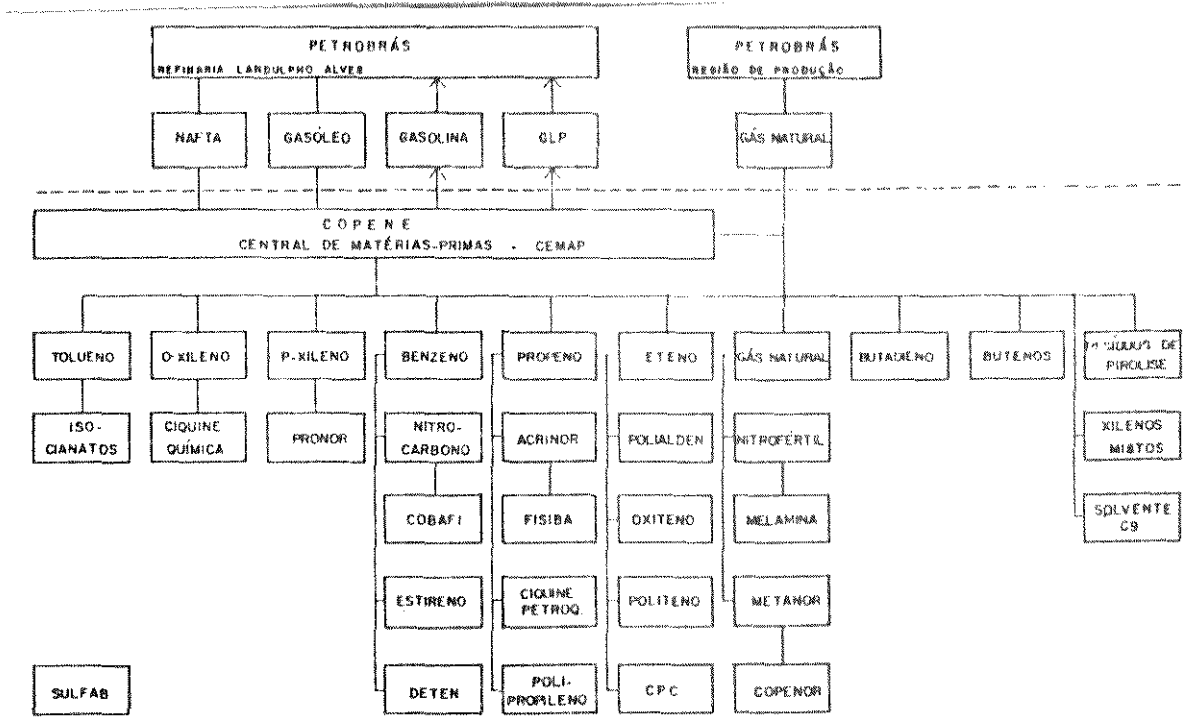 PETROBRÁS
REFINARIA LANDULPHO ALVES
PETROBRÁS
REGIÃO DE PRODUÇÃO
NAFTA
GASÓLEO
GASOLINA
GLP
GÁS NATURAL
COPENE
CENTRAL DE MATÉRIAS-PRIMAS - CEMAP
TOLUENO
O-XILENO
P-XILENO
BENZENO
PROPENO
ETENO
GÁS NATURAL
BUTADIENO
BUTENOS
RESÍDUOS DE
PIRÓLISE
ISO-
CIANATOS
CIQUINE
QUÍMICA
PRONOR
NITRO-
CARBONO
ACRINOR
POLIALDEN
NITROFÉRTIL
XILENOS
MISTOS
COBAFI
FISIBA
OXITENO
MELAMINA
SOLVENTE
C9
ESTIRENO
CIQUINE
PETROQ.
POLITENO
METANOR
SULFAB
DETEN
POLI-
PROPILENO
CPC
COPENOR